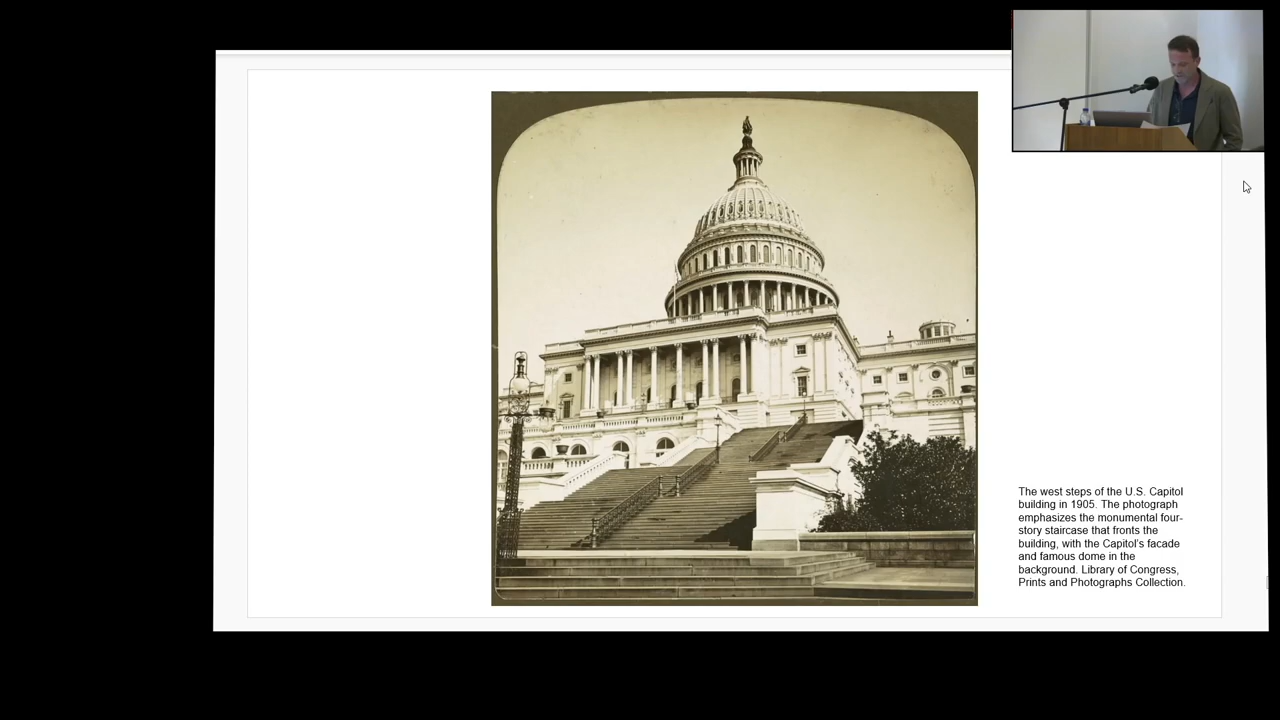 The west steps of the U.S. Capitol
building in 1905. The photograph
emphasizes the monumental four-
story staircase that fronts the
building, with the Capitol's facade
and famous dome in the
background. Library of Congress,
Prints and Photographs Collection.